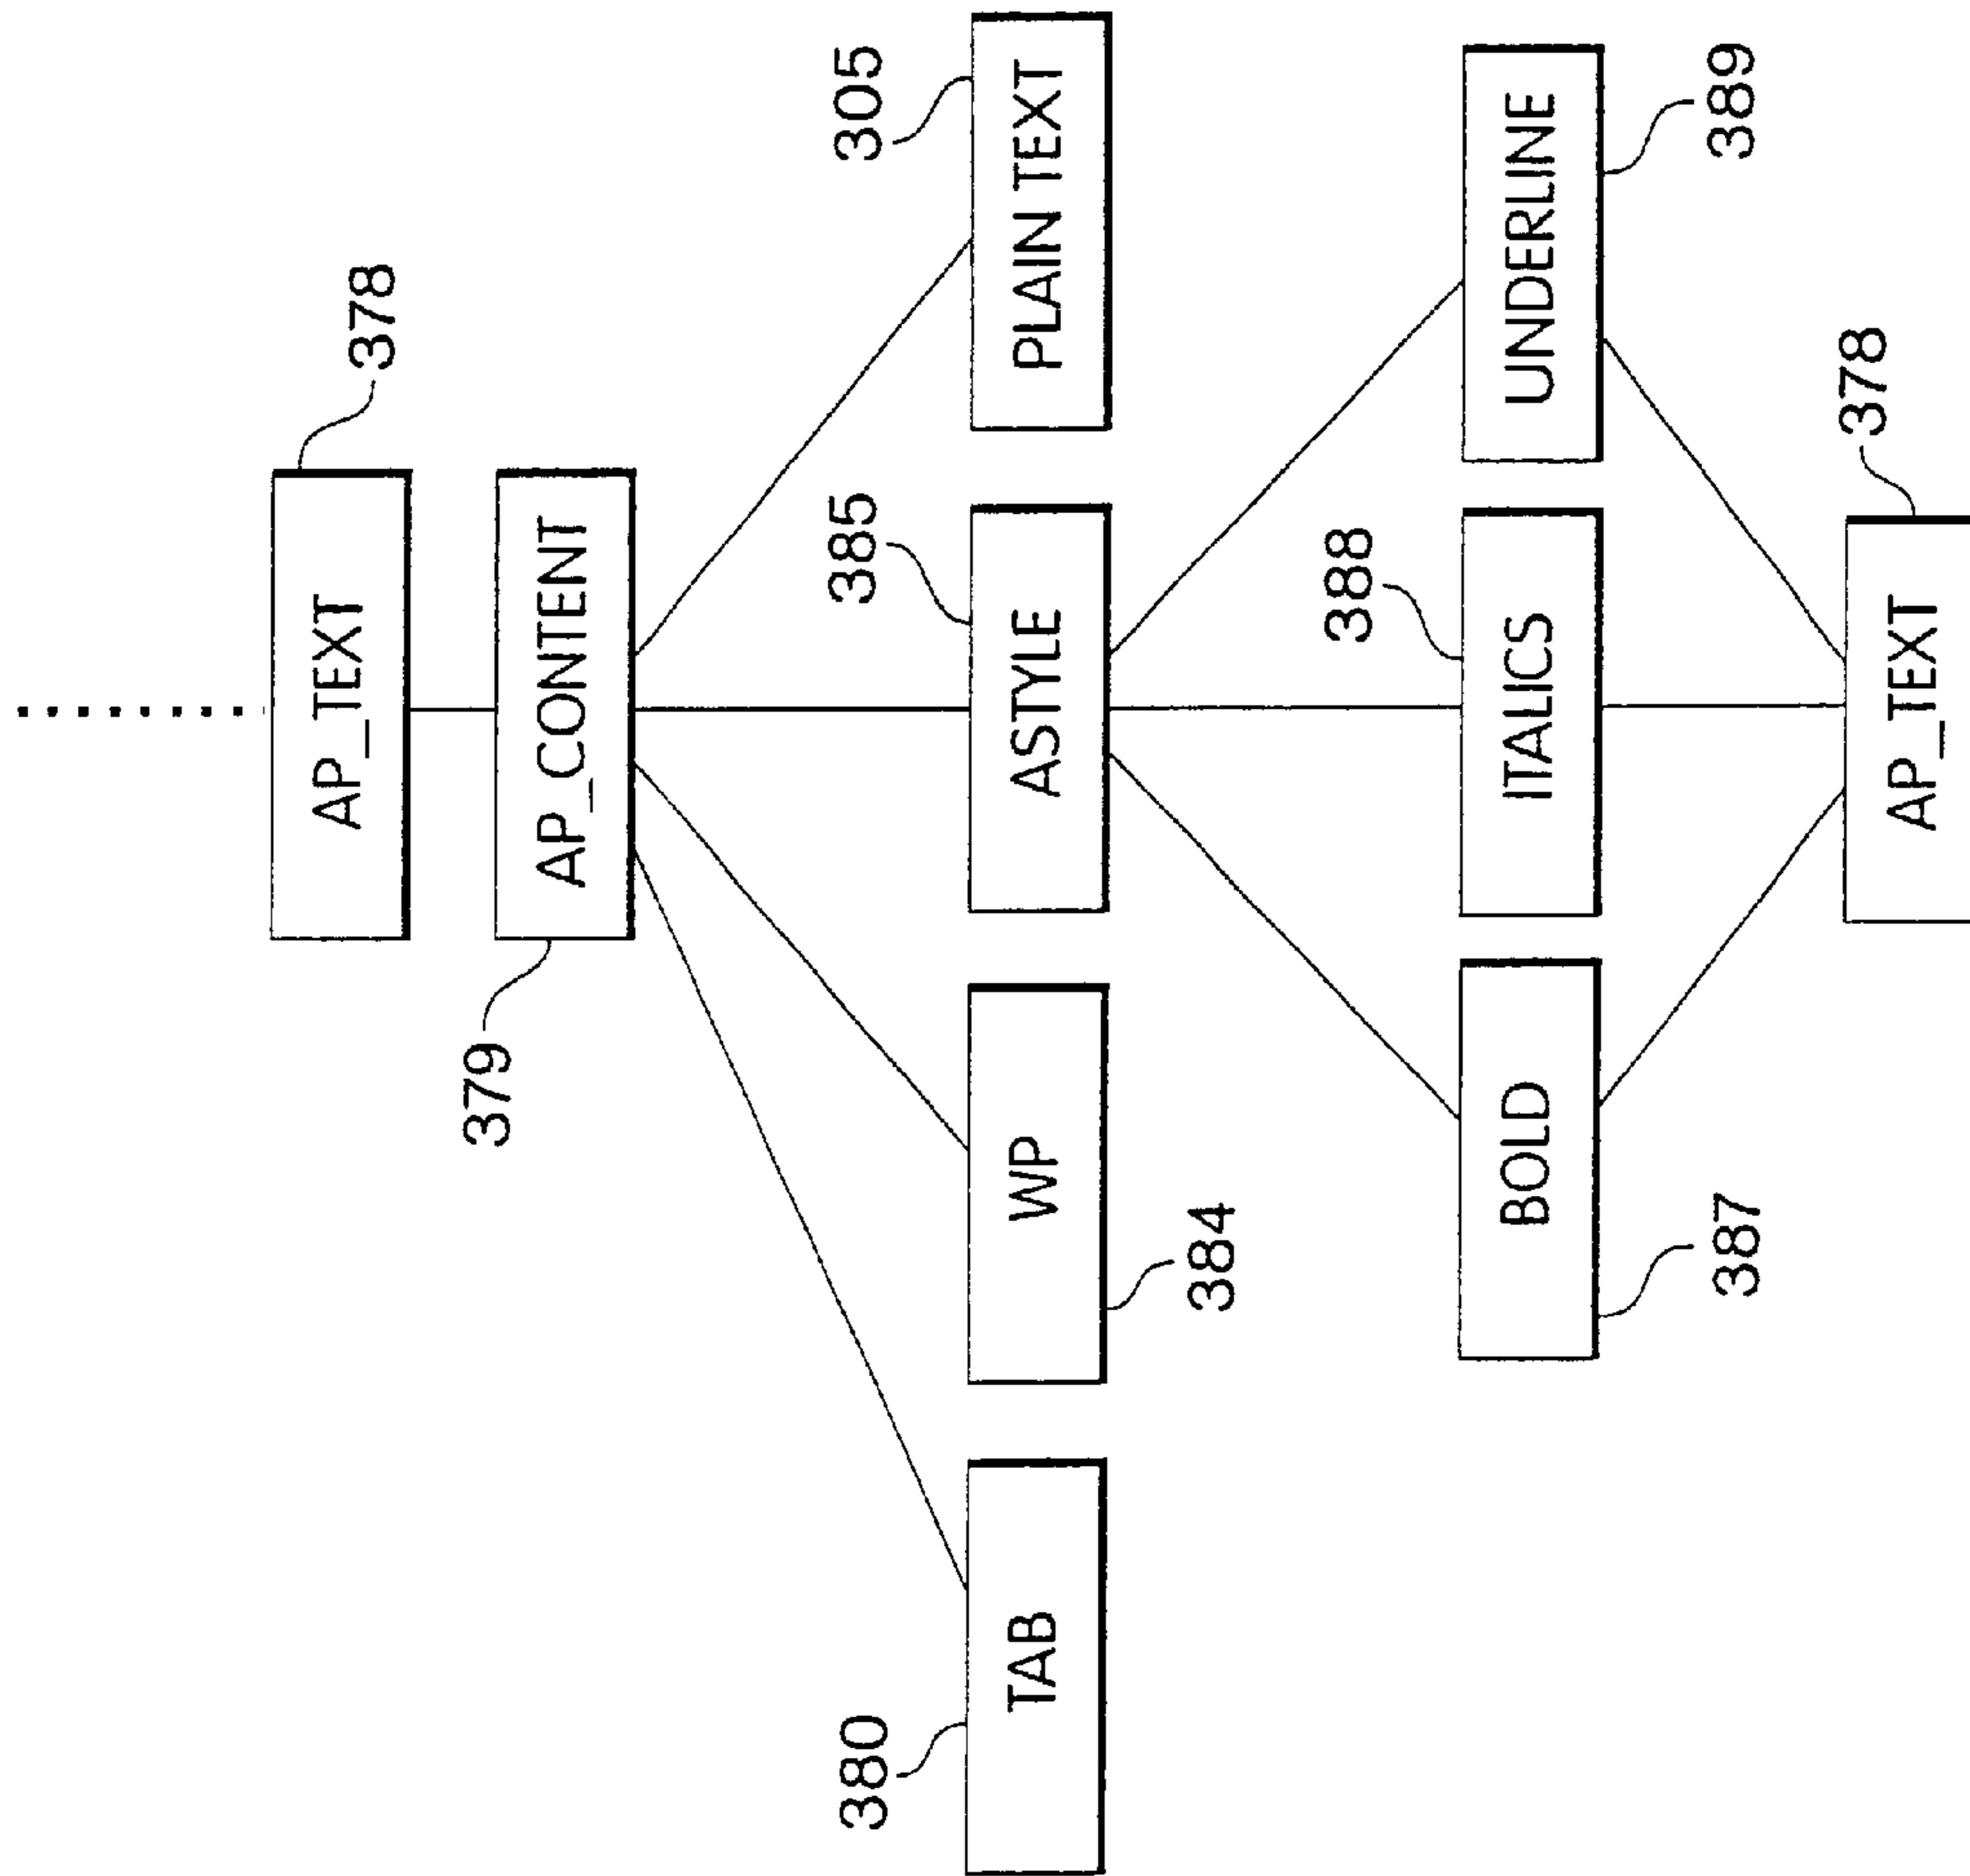 378
AP_TEXT
AP_CONTENT
379
305
385
380
TAB
WP
ASTYLE
PLAIN TEXT
384
388
BOLD
ITALICS
UNDERLINE
387
389
378
AP_TEXT